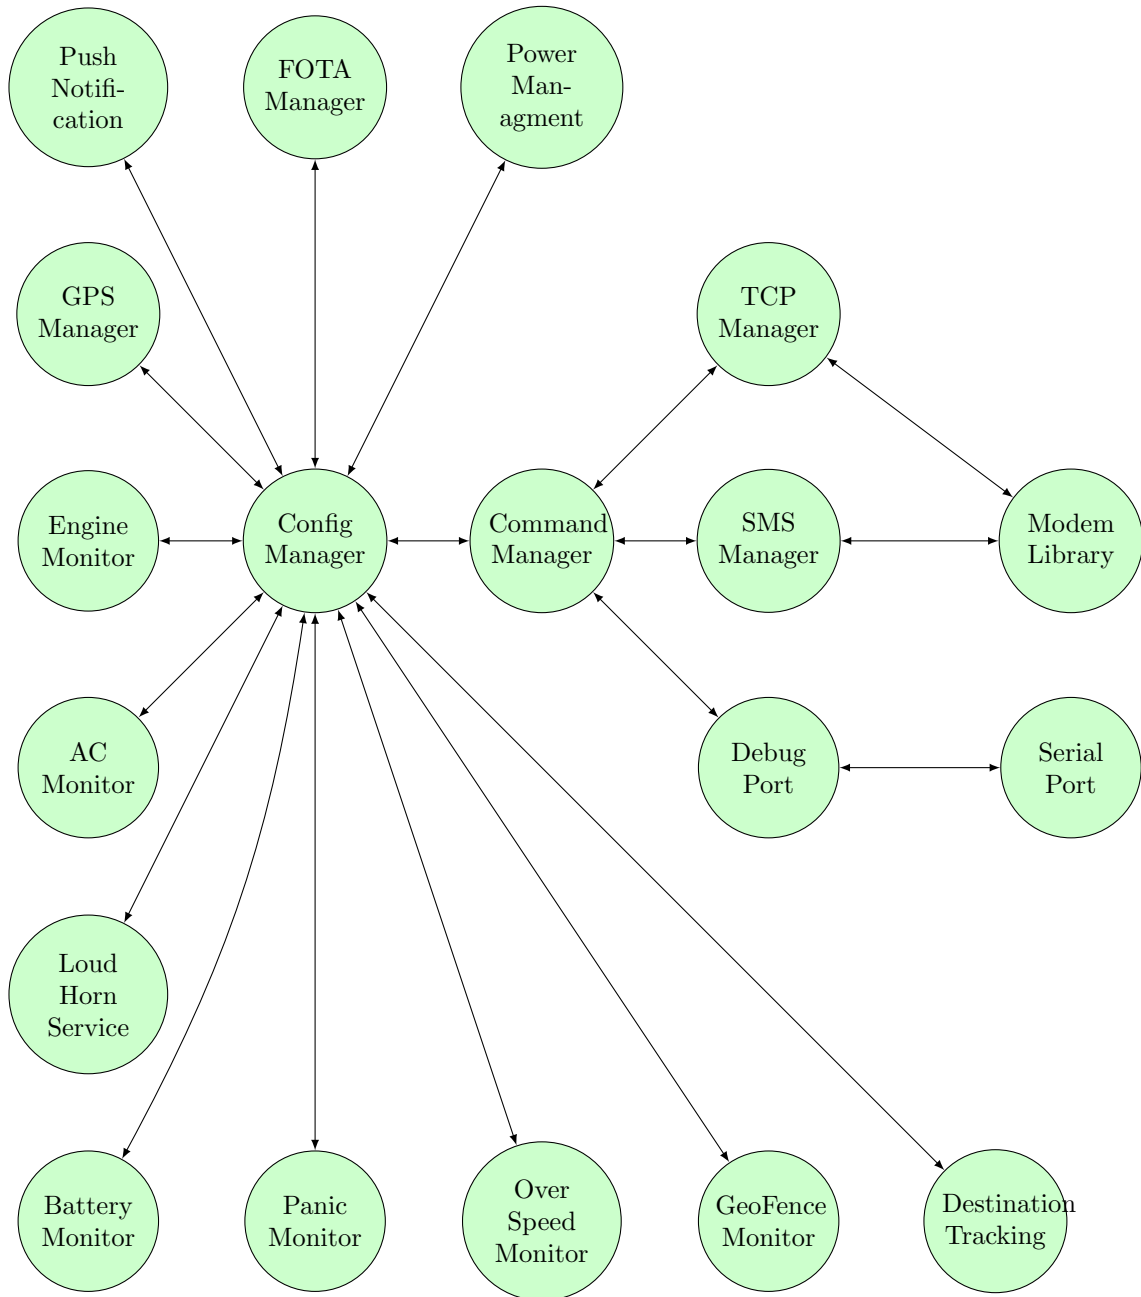 Push
Notifi-
cation
FOTA
Manager
Power
Man-
agment
GPS
Manager
TCP
Manager
Engine
Monitor
Config
Manager
Command
Manager
SMS
Manager
Modem
Library
AC
Monitor
Debug
Port
Serial
Port
Loud
Horn
Service
Battery
Monitor
Panic
Monitor
Over
Speed
Monitor
GeoFence
Monitor
Destination
Tracking